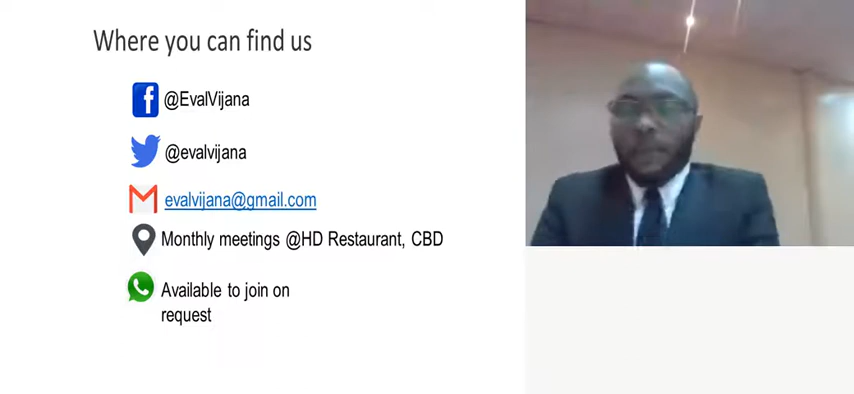 Where you can find us
@EvalVijana
@evalvijana
evalvijana@gmail.com
Monthly meetings @HD Restaurant, CBD
Available to join on
request